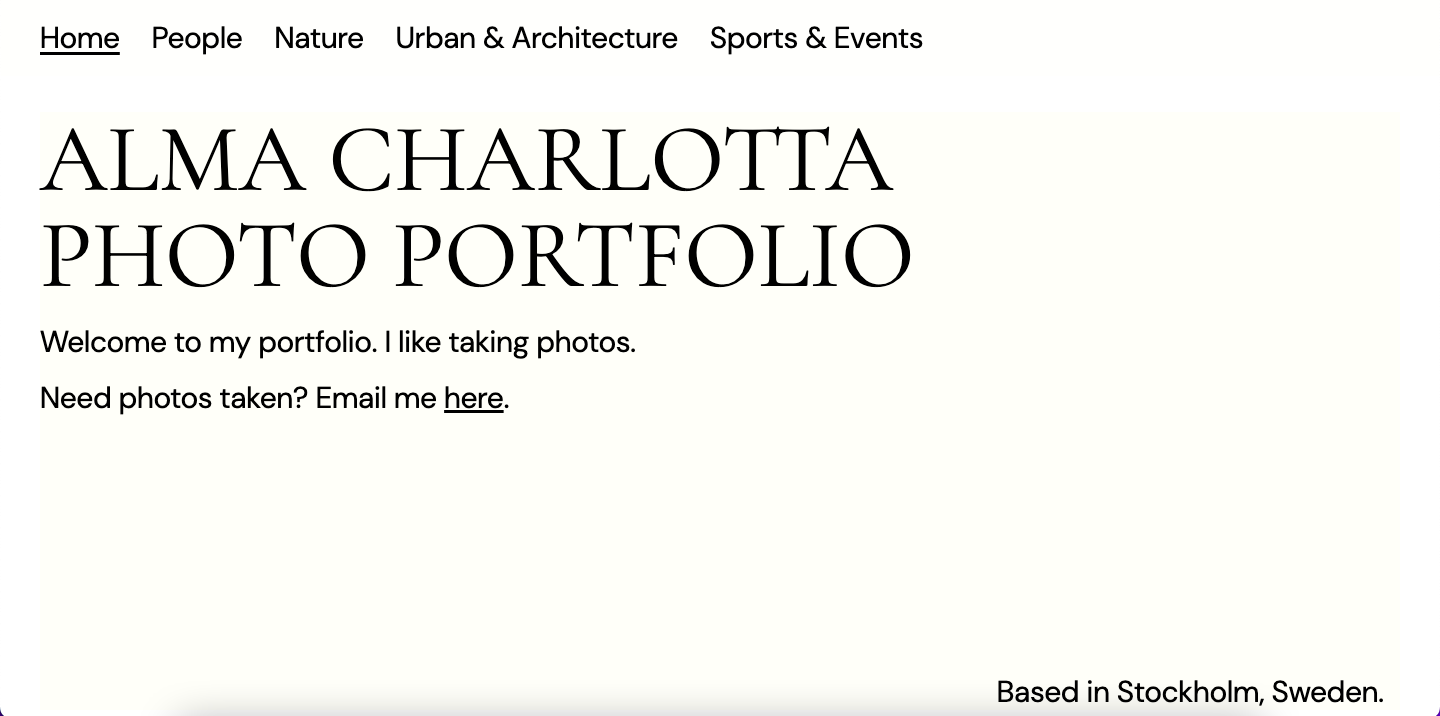 Home People Nature Urban & Architecture Sports & Events
ALMA CHARLOTTA
PHOTO PORTFOLIO
Welcome to my portfolio. I like taking photos.
Need photos taken? Email me here.
Based in Stockholm, Sweden.